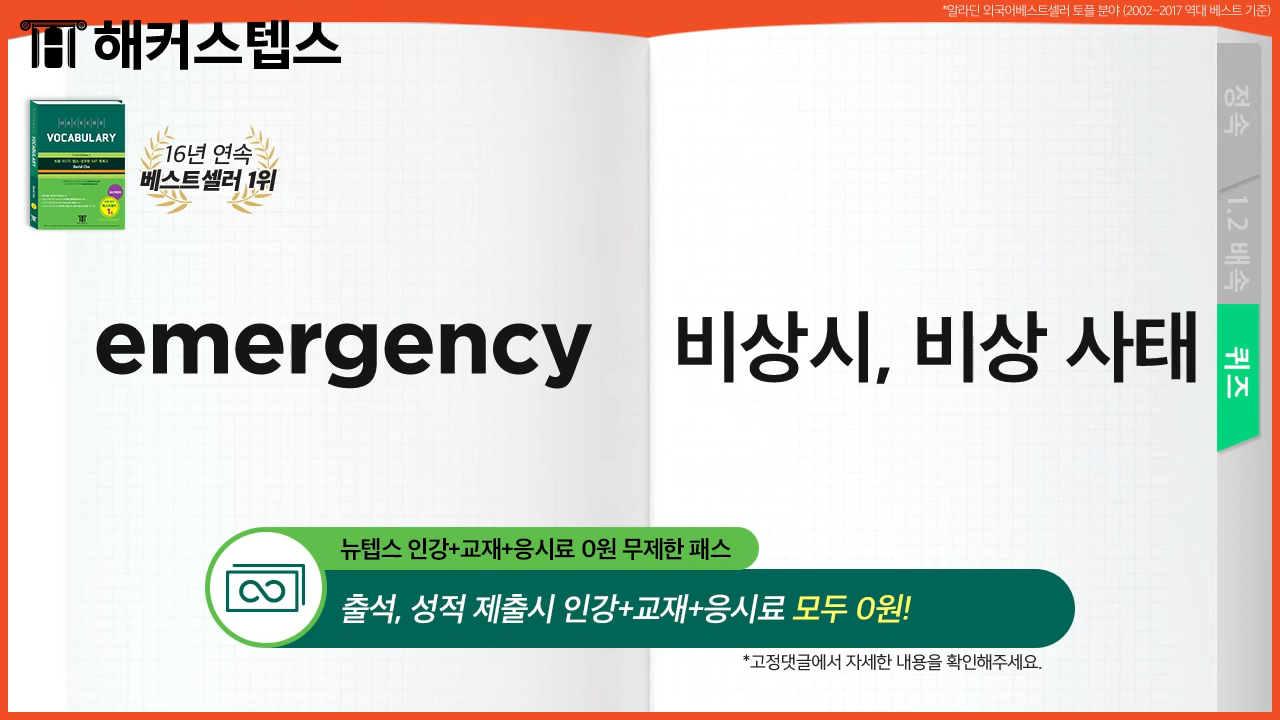 *알라딘 외국어베스트셀러 토플 분야 (2002~2017 역대 베스트 기준)
해커스텝스
HACKERS
VOCABULARY
VOCABULARY
David Cho
16년 연속
베스트셀러 1위
정속
1.2 배속
퀴즈
emergency
비상시, 비상 사태
뉴텝스 인강+교재+응시료 0원 무제한 패스
출석, 성적 제출시 인강+교재+응시료 모두 0원!
*고정댓글에서 자세한 내용을 확인해주세요.